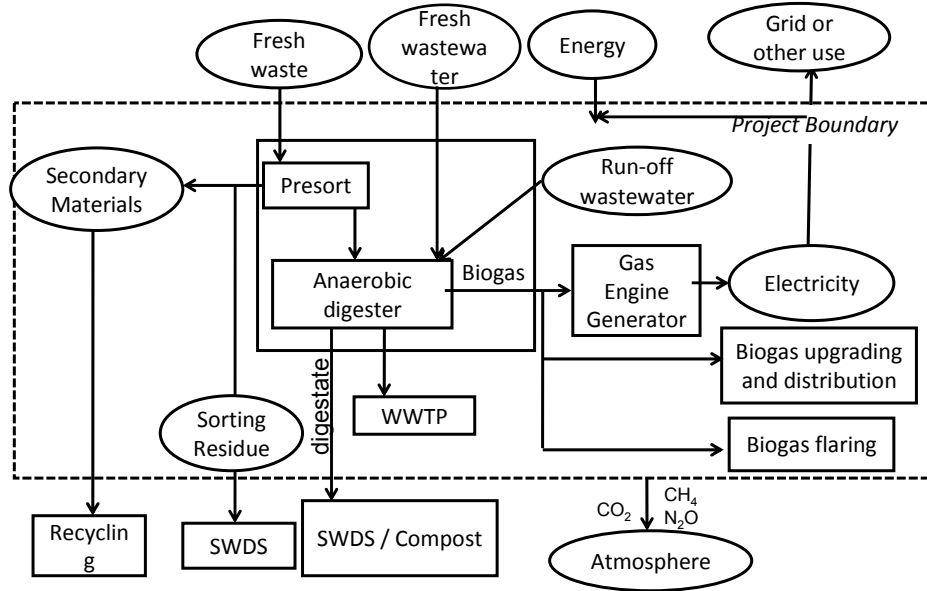 Fresh
waste
Fresh
wastewa
ter
Energy
Grid or
other use
Project Boundary
Secondary
Materials
Presort
Run-off
wastewater
Anaerobic
digester
Biogas
Gas
Engine
Generator
Electricity
Biogas upgrading
and distribution
digestate
WWTP
Sorting
Residue
Biogas flaring
Recyclin
g
SWDS
SWDS / Compost
CO₂
CH₄
N₂O
Atmosphere